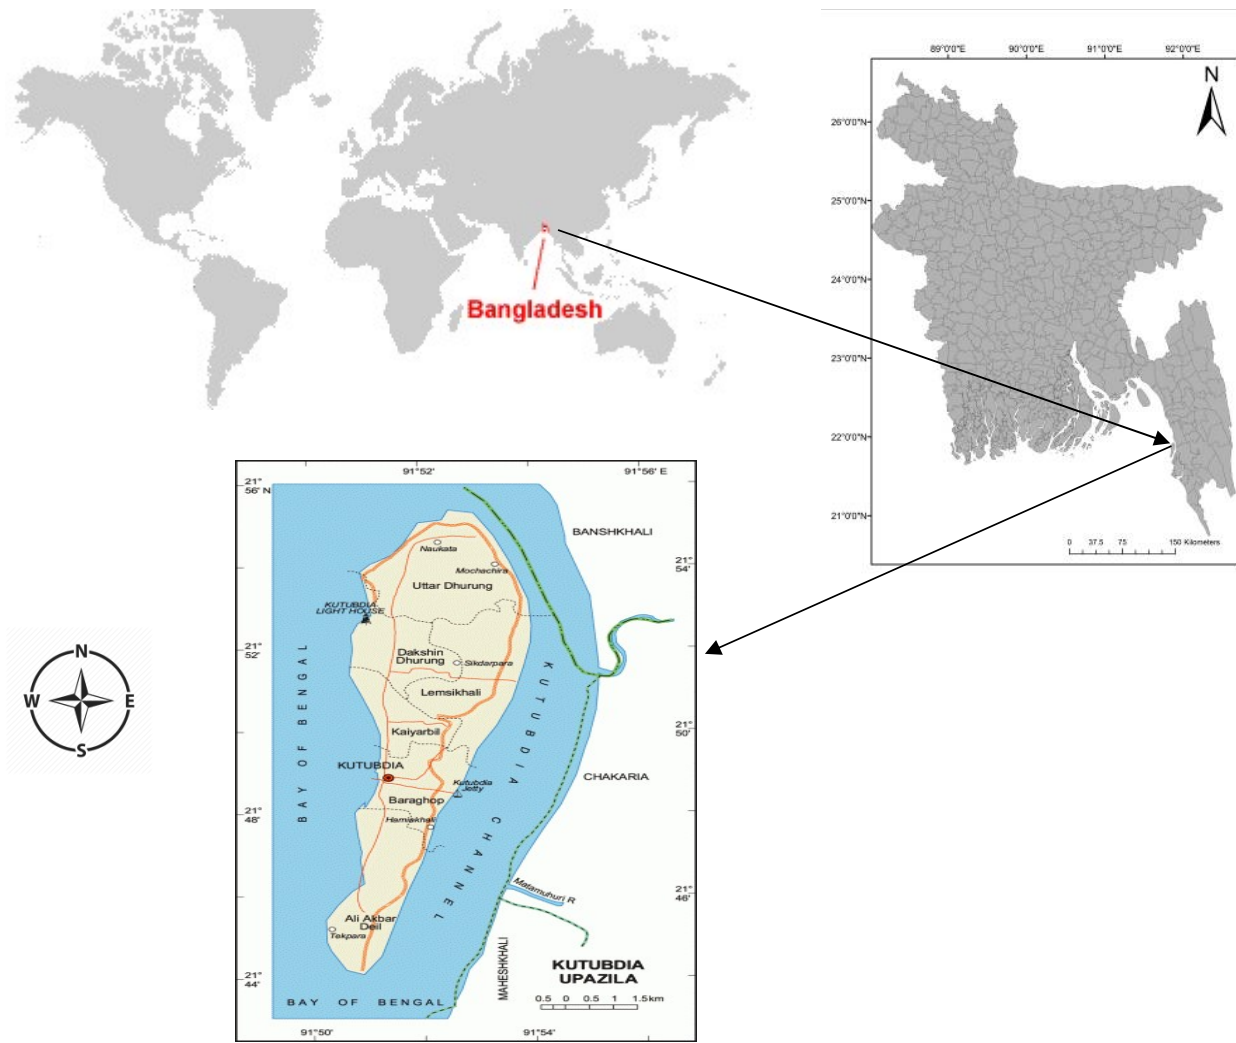 Bangladesh
89°0'0"E 90°0'0"E 91°0'0"E 92°0'0"E
N
26°0'0"N
25°0'0"N
24°0'0"N
23°0'0"N
22°0'0"N
21°0'0"N
0 37.5 75 150 Kilometers
91°52' 91°56' E
21° 56' N
BANSHKHALI
Naukata
21° 54'
Mochachira
Uttar Dhurung
KUTUBDIA
LIGHT HOUSE
21° 52'
Dakshin
Dhurung
Sikdarpara
Lemsikhali
KUTUBDIA CHANNEL
BAY OF BENGAL
Kaiyarbil
21° 50'
KUTUBDIA
Kutubdia
Jetty
CHAKARIA
Baraghop
21° 48'
Hamiakhali
Matamuhuri R
21° 46'
Ali Akbar
Deil
Tekpara
MAHESHKHALI
KUTUBDIA
UPAZILA
21° 44'
BAY OF BENGAL
0.5 0 0.5 1 1.5km
91°50' 91°54'
N
W E
S